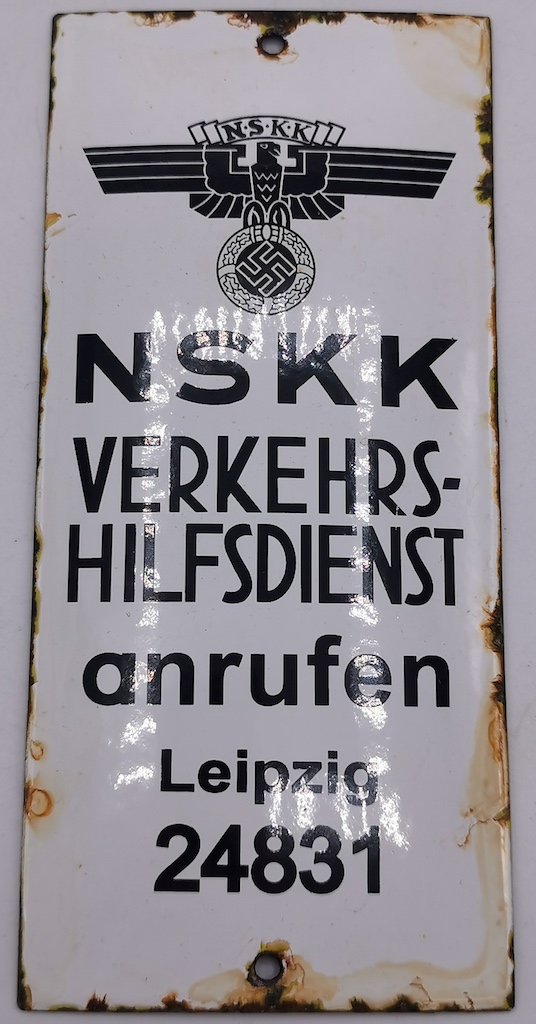 N·S·K·K
NSKK
VERKEHRS-
HILFSDIENST
anrufen
Leipzig
24831